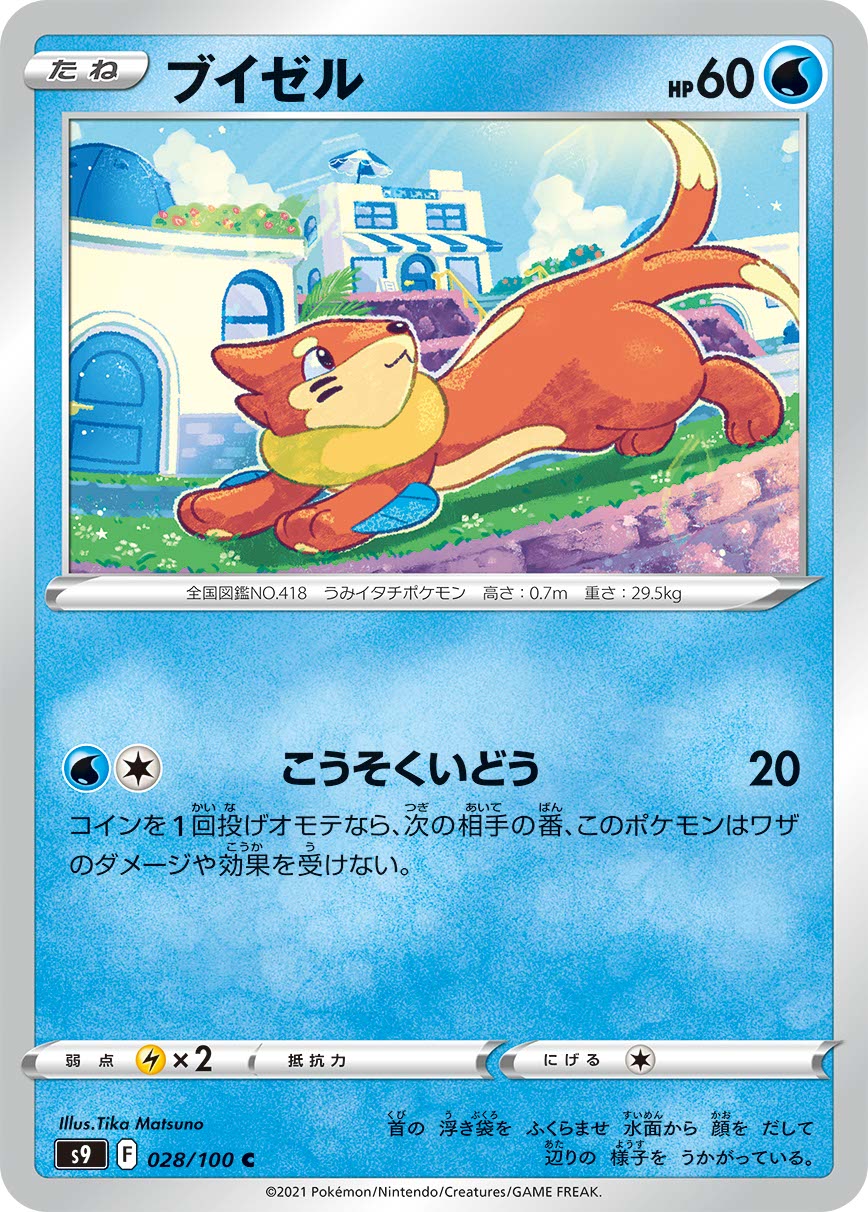 たね ブイゼル HP60
全国図鑑NO.418 うみイタチポケモン 高さ:0.7m 重さ:29.5kg
こうそくいどう 20
コインを1回投げオモテなら、次の相手の番、このポケモンはワザ
のダメージや効果を受けない。
弱点 ×2 抵抗力 にげる
Illus.Tika Matsuno
首の 浮き袋を ふくらませ 水面から 顔を だして
辺りの 様子を うかがっている。
s9 F 028/100 C
©2021 Pokémon/Nintendo/Creatures/GAME FREAK.